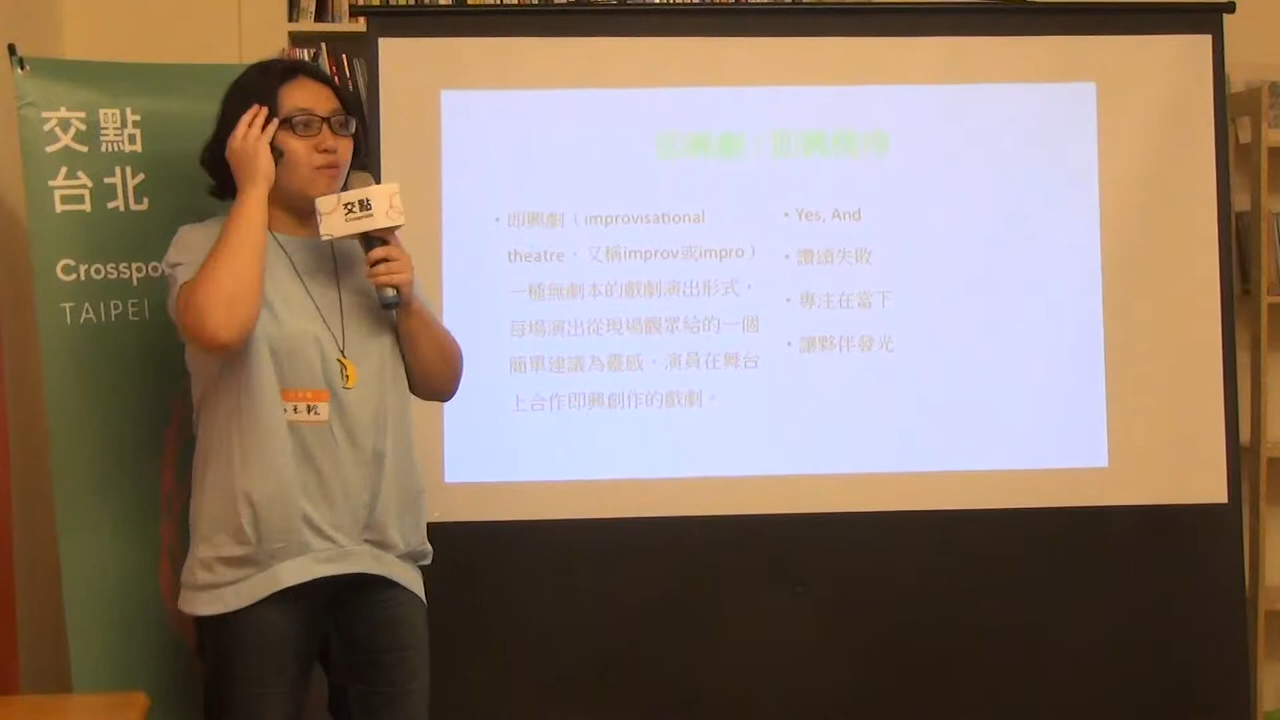 交點
台北
Crosspo
TAIPEI
交點
Crosspoint
玉
即興劇（improvisational
theatre，又稱improv或impro）
一種無劇本的戲劇演出形式，
每場演出從現場觀眾給的一個
簡單建議為靈感，演員在舞台
上合作即興創作的戲劇。
• Yes, And
• 讚頌失敗
• 專注在當下
• 讓夥伴發光